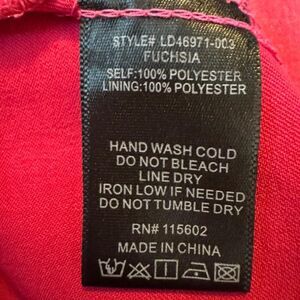 STYLE# LD46971-003
FUCHSIA
SELF:100% POLYESTER
LINING:100% POLYESTER
HAND WASH COLD
DO NOT BLEACH
LINE DRY
IRON LOW IF NEEDED
DO NOT TUMBLE DRY
RN# 115602
MADE IN CHINA